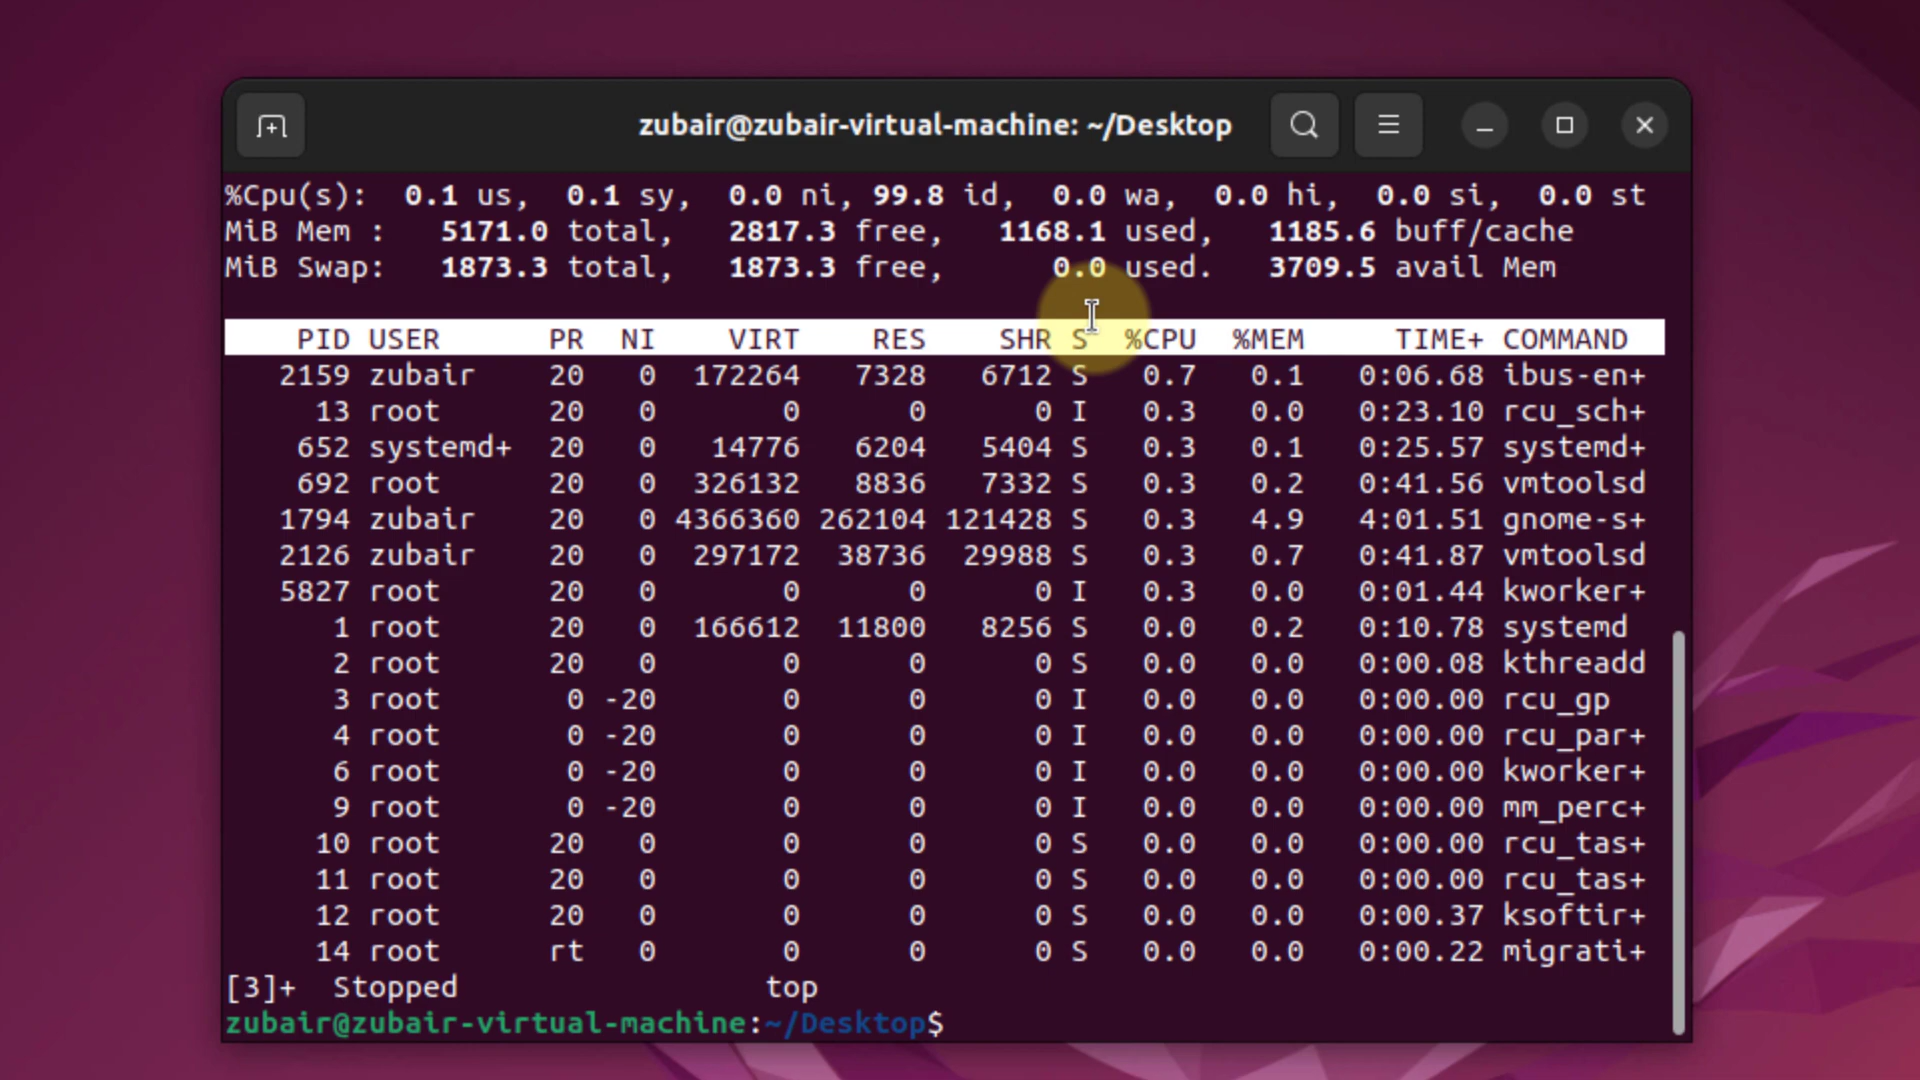 zubair@zubair-virtual-machine: ~/Desktop
%Cpu(s):  0.1 us,  0.1 sy,  0.0 ni, 99.8 id,  0.0 wa,  0.0 hi,  0.0 si,  0.0 st
MiB Mem :   5171.0 total,   2817.3 free,   1168.1 used,   1185.6 buff/cache
MiB Swap:   1873.3 total,   1873.3 free,      0.0 used.   3709.5 avail Mem
PID USER      PR  NI    VIRT    RES    SHR S  %CPU  %MEM     TIME+ COMMAND
2159 zubair    20   0  172264   7328   6712 S   0.7   0.1   0:06.68 ibus-en+
13 root      20   0       0      0      0 I   0.3   0.0   0:23.10 rcu_sch+
652 systemd+  20   0   14776   6204   5404 S   0.3   0.1   0:25.57 systemd+
692 root      20   0  326132   8836   7332 S   0.3   0.2   0:41.56 vmtoolsd
1794 zubair    20   0 4366360 262104 121428 S   0.3   4.9   4:01.51 gnome-s+
2126 zubair    20   0  297172  38736  29988 S   0.3   0.7   0:41.87 vmtoolsd
5827 root      20   0       0      0      0 I   0.3   0.0   0:01.44 kworker+
1 root      20   0  166612  11800   8256 S   0.0   0.2   0:10.78 systemd
2 root      20   0       0      0      0 S   0.0   0.0   0:00.08 kthreadd
3 root       0 -20       0      0      0 I   0.0   0.0   0:00.00 rcu_gp
4 root       0 -20       0      0      0 I   0.0   0.0   0:00.00 rcu_par+
6 root       0 -20       0      0      0 I   0.0   0.0   0:00.00 kworker+
9 root       0 -20       0      0      0 I   0.0   0.0   0:00.00 mm_perc+
10 root      20   0       0      0      0 S   0.0   0.0   0:00.00 rcu_tas+
11 root      20   0       0      0      0 S   0.0   0.0   0:00.00 rcu_tas+
12 root      20   0       0      0      0 S   0.0   0.0   0:00.37 ksoftir+
14 root      rt   0       0      0      0 S   0.0   0.0   0:00.22 migrati+
[3]+  Stopped                 top
zubair@zubair-virtual-machine:~/Desktop$